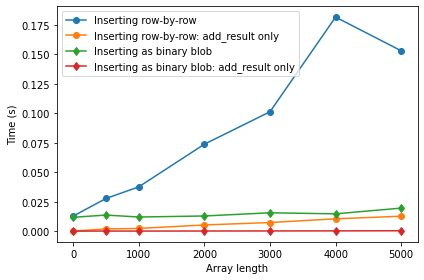 Inserting row-by-row
Inserting row-by-row: add_result only
Inserting as binary blob
Inserting as binary blob: add_result only
Time (s)
0.175
0.150
0.125
0.100
0.075
0.050
0.025
0.000
0 1000 2000 3000 4000 5000
Array length